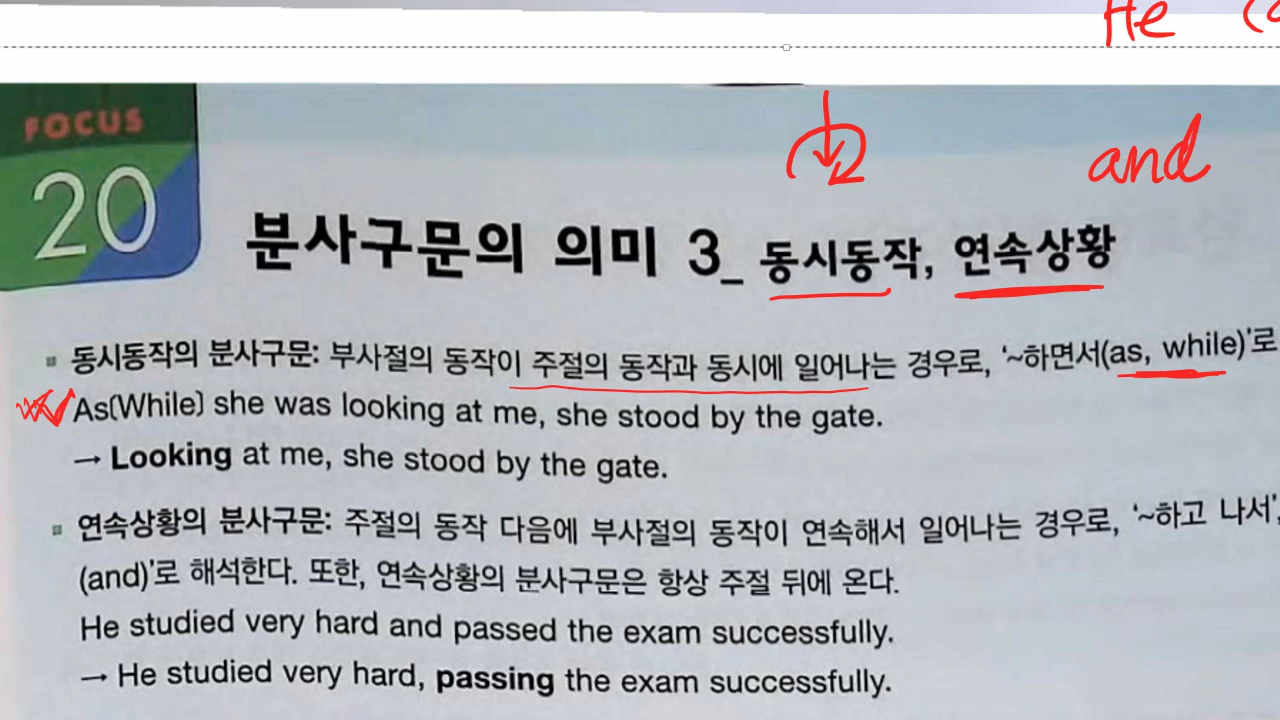 He
FOCUS
20
and
분사구문의 의미 3_ 동시동작, 연속상황
동시동작의 분사구문: 부사절의 동작이 주절의 동작과 동시에 일어나는 경우로, '~하면서(as, while)'로
As(While) she was looking at me, she stood by the gate.
→ Looking at me, she stood by the gate.
연속상황의 분사구문: 주절의 동작 다음에 부사절의 동작이 연속해서 일어나는 경우로, '~하고 나서',
(and)'로 해석한다. 또한, 연속상황의 분사구문은 항상 주절 뒤에 온다.
He studied very hard and passed the exam successfully.
→ He studied very hard, passing the exam successfully.